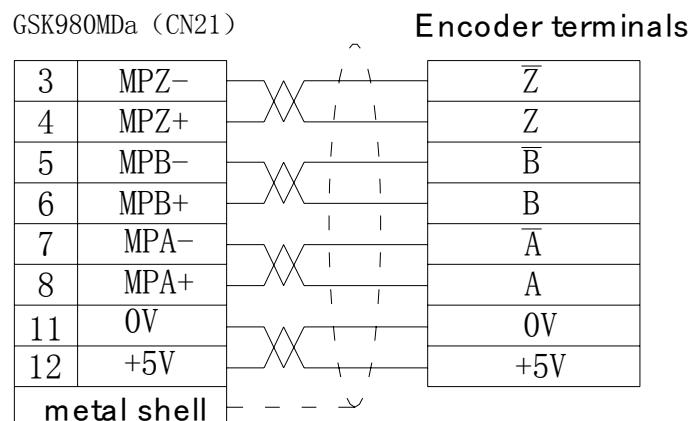 GSK980MDa (CN21) Encoder terminals
3 MPZ- Z̅
4 MPZ+ Z
5 MPB- B̅
6 MPB+ B
7 MPA- A̅
8 MPA+ A
11 0V 0V
12 +5V +5V
metal shell